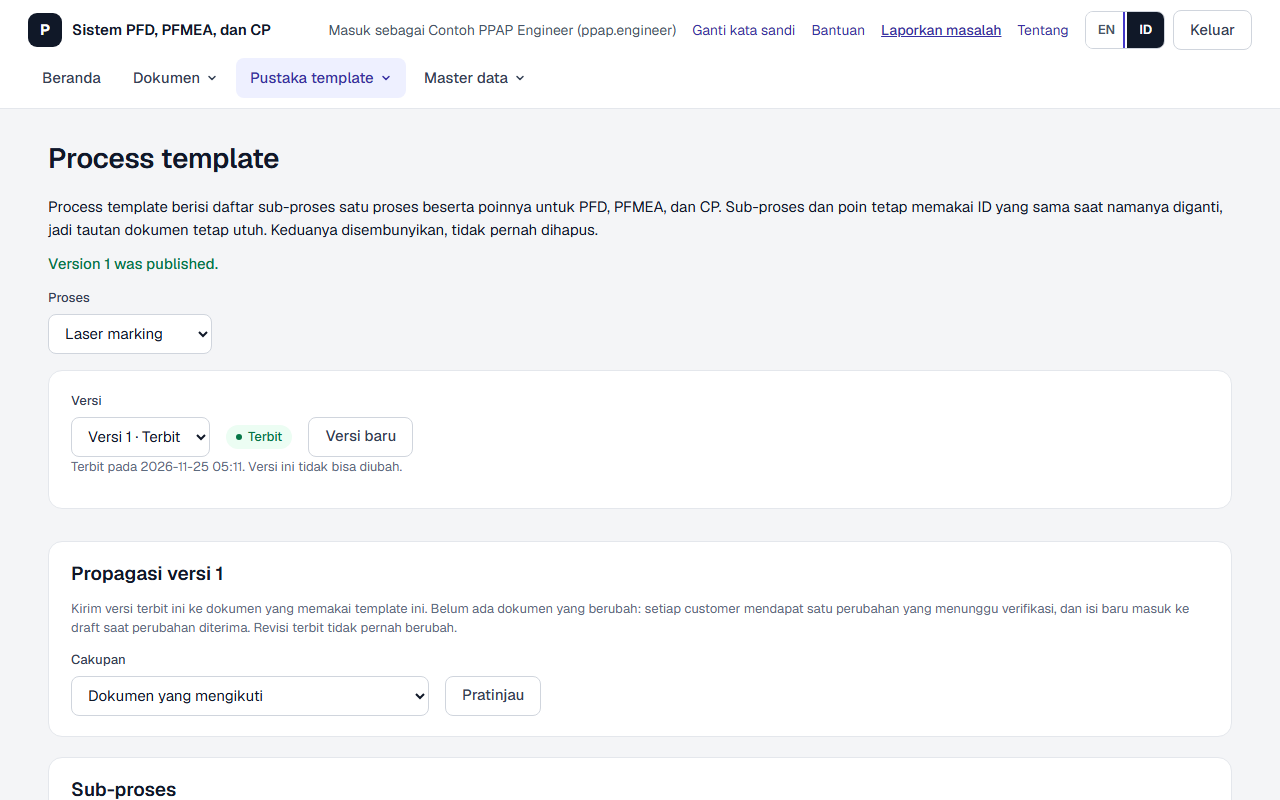 P Sistem PFD, PFMEA, dan CP Masuk sebagai Contoh PPAP Engineer (ppap.engineer) Ganti kata sandi Bantuan Laporkan masalah Tentang EN ID Keluar
Beranda Dokumen Pustaka template Master data
Process template
Process template berisi daftar sub-proses satu proses beserta poinnya untuk PFD, PFMEA, dan CP. Sub-proses dan poin tetap memakai ID yang sama saat namanya diganti,
jadi tautan dokumen tetap utuh. Keduanya disembunyikan, tidak pernah dihapus.
Version 1 was published.
Proses
Laser marking
Versi
Versi 1 · Terbit Terbit Versi baru
Terbit pada 2026-11-25 05:11. Versi ini tidak bisa diubah.
Propagasi versi 1
Kirim versi terbit ini ke dokumen yang memakai template ini. Belum ada dokumen yang berubah: setiap customer mendapat satu perubahan yang menunggu verifikasi, dan isi baru masuk ke
draft saat perubahan diterima. Revisi terbit tidak pernah berubah.
Cakupan
Dokumen yang mengikuti Pratinjau
Sub-proses